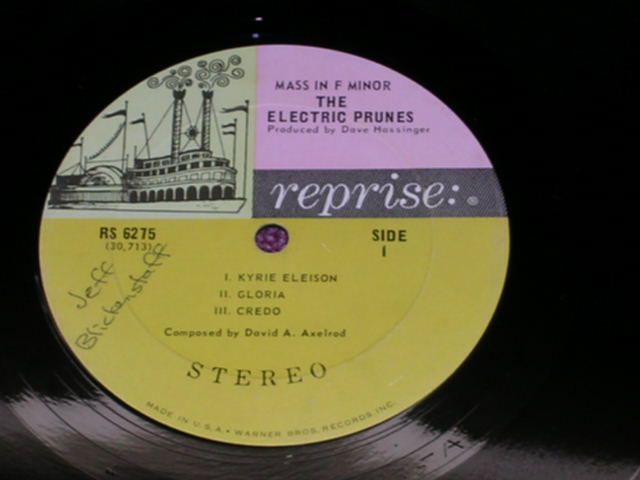 MASS IN F MINOR
THE
ELECTRIC PRUNES
Produced by Dave Hassinger
reprise: ®
RS 6275
(30,713)
SIDE
1
Jeff
Blickenstaff
I. KYRIE ELEISON
II. GLORIA
III. CREDO
Composed by David A. Axelrod
STEREO
MADE IN U.S.A. • WARNER BROS. RECORDS, INC.